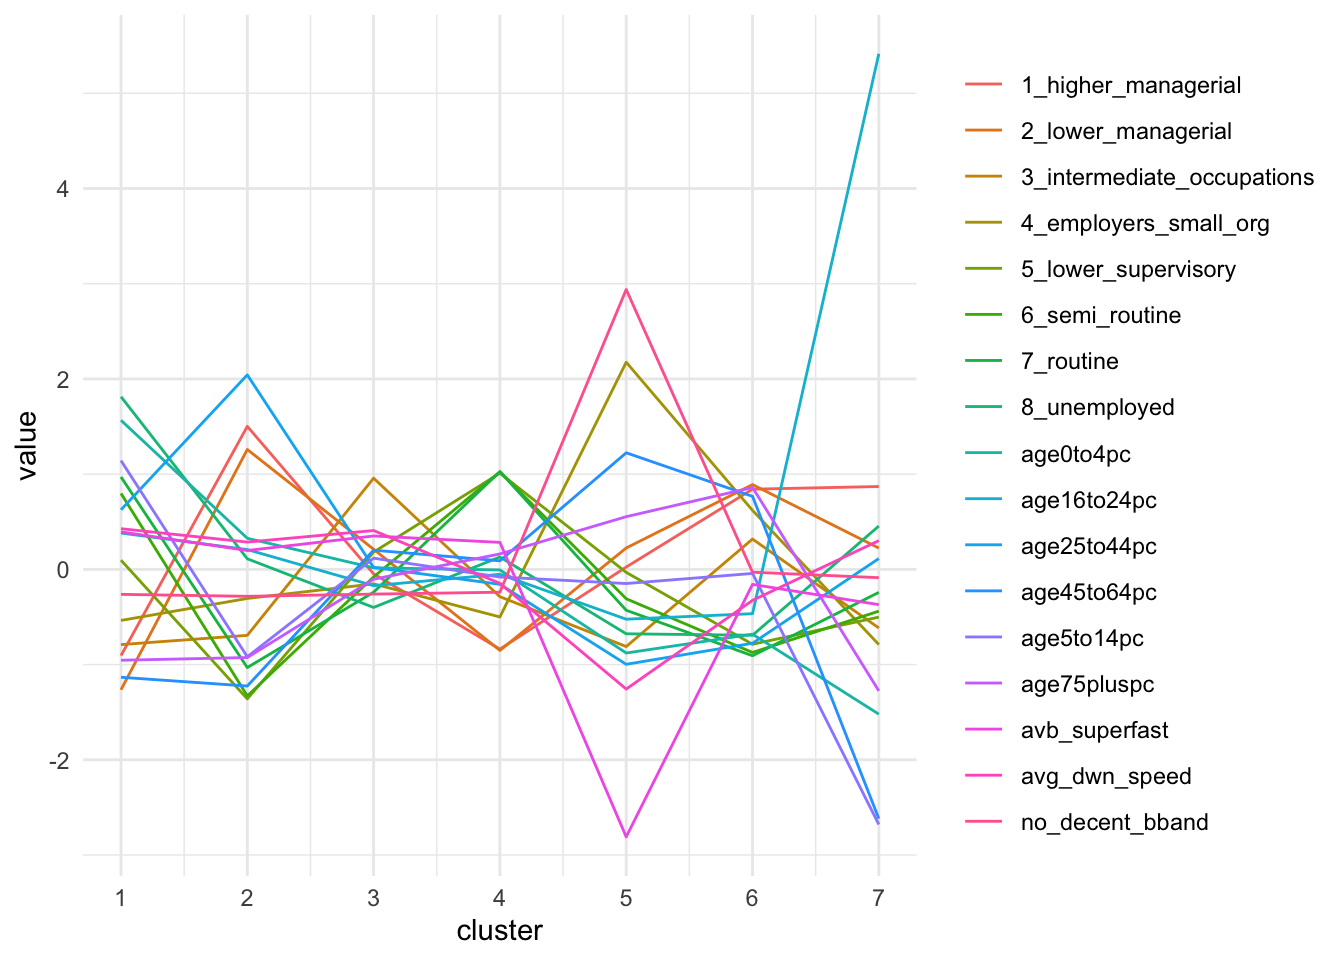 value
4
2
0
-2
1 2 3 4 5 6 7
cluster
1_higher_managerial
2_lower_managerial
3_intermediate_occupations
4_employers_small_org
5_lower_supervisory
6_semi_routine
7_routine
8_unemployed
age0to4pc
age16to24pc
age25to44pc
age45to64pc
age5to14pc
age75pluspc
avb_superfast
avg_dwn_speed
no_decent_bband